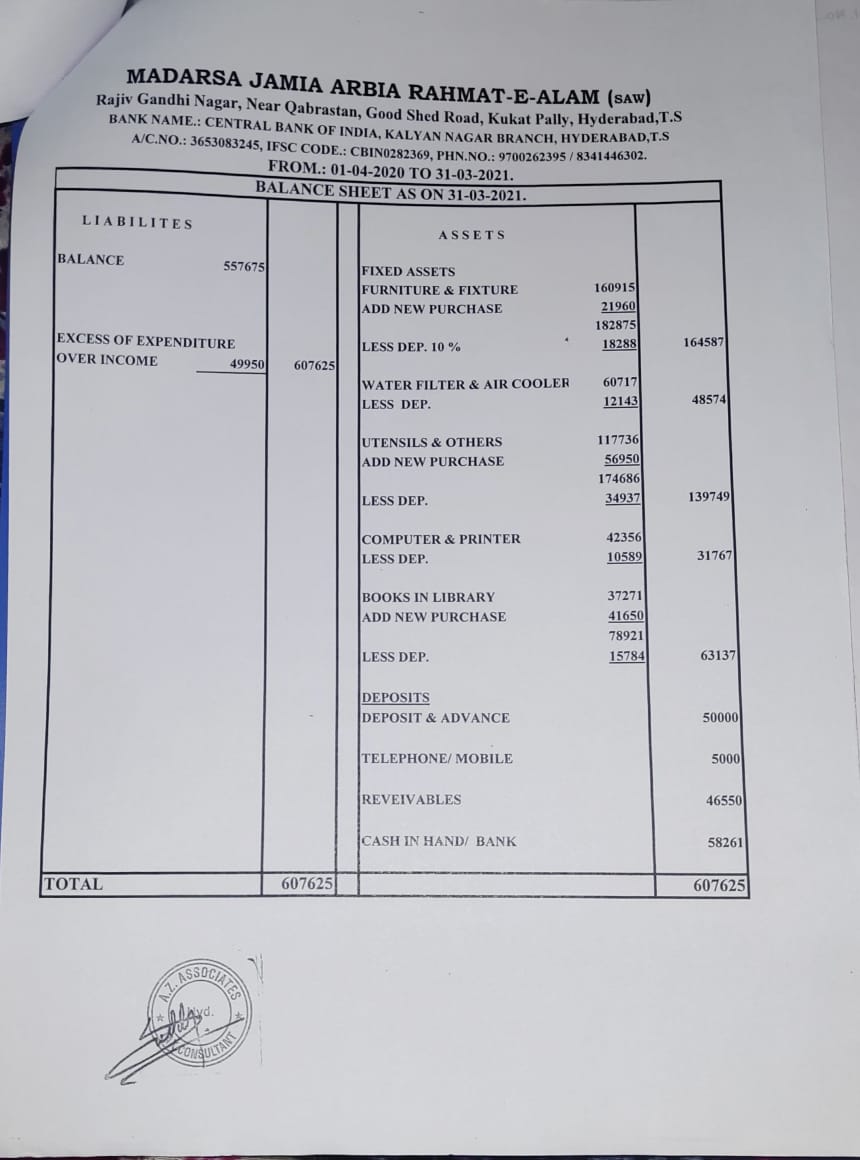 MADARSA JAMIA ARBIA RAHMAT-E-ALAM (SAW)
Rajiv Gandhi Nagar, Near Qabrastan, Good Shed Road, Kukat Pally, Hyderabad,T.S
BANK NAME.: CENTRAL BANK OF INDIA, KALYAN NAGAR BRANCH, HYDERABAD,T.S
A/C.NO.: 3653083245, IFSC CODE.: CBIN0282369, PHN.NO.: 9700262395 / 8341446302.
FROM.: 01-04-2020 TO 31-03-2021.
BALANCE SHEET AS ON 31-03-2021.
LIABILITES
BALANCE 557675
EXCESS OF EXPENDITURE
OVER INCOME 49950 607625
ASSETS
FIXED ASSETS
FURNITURE & FIXTURE 160915
ADD NEW PURCHASE 21960
182875
LESS DEP. 10 % 18288 164587
WATER FILTER & AIR COOLER 60717
LESS DEP. 12143 48574
UTENSILS & OTHERS 117736
ADD NEW PURCHASE 56950
174686
LESS DEP. 34937 139749
COMPUTER & PRINTER 42356
LESS DEP. 10589 31767
BOOKS IN LIBRARY 37271
ADD NEW PURCHASE 41650
78921
LESS DEP. 15784 63137
DEPOSITS
DEPOSIT & ADVANCE 50000
TELEPHONE/ MOBILE 5000
REVEIVABLES 46550
CASH IN HAND/ BANK 58261
TOTAL 607625 607625
A.Z. ASSOCIATES
CONSULTANT